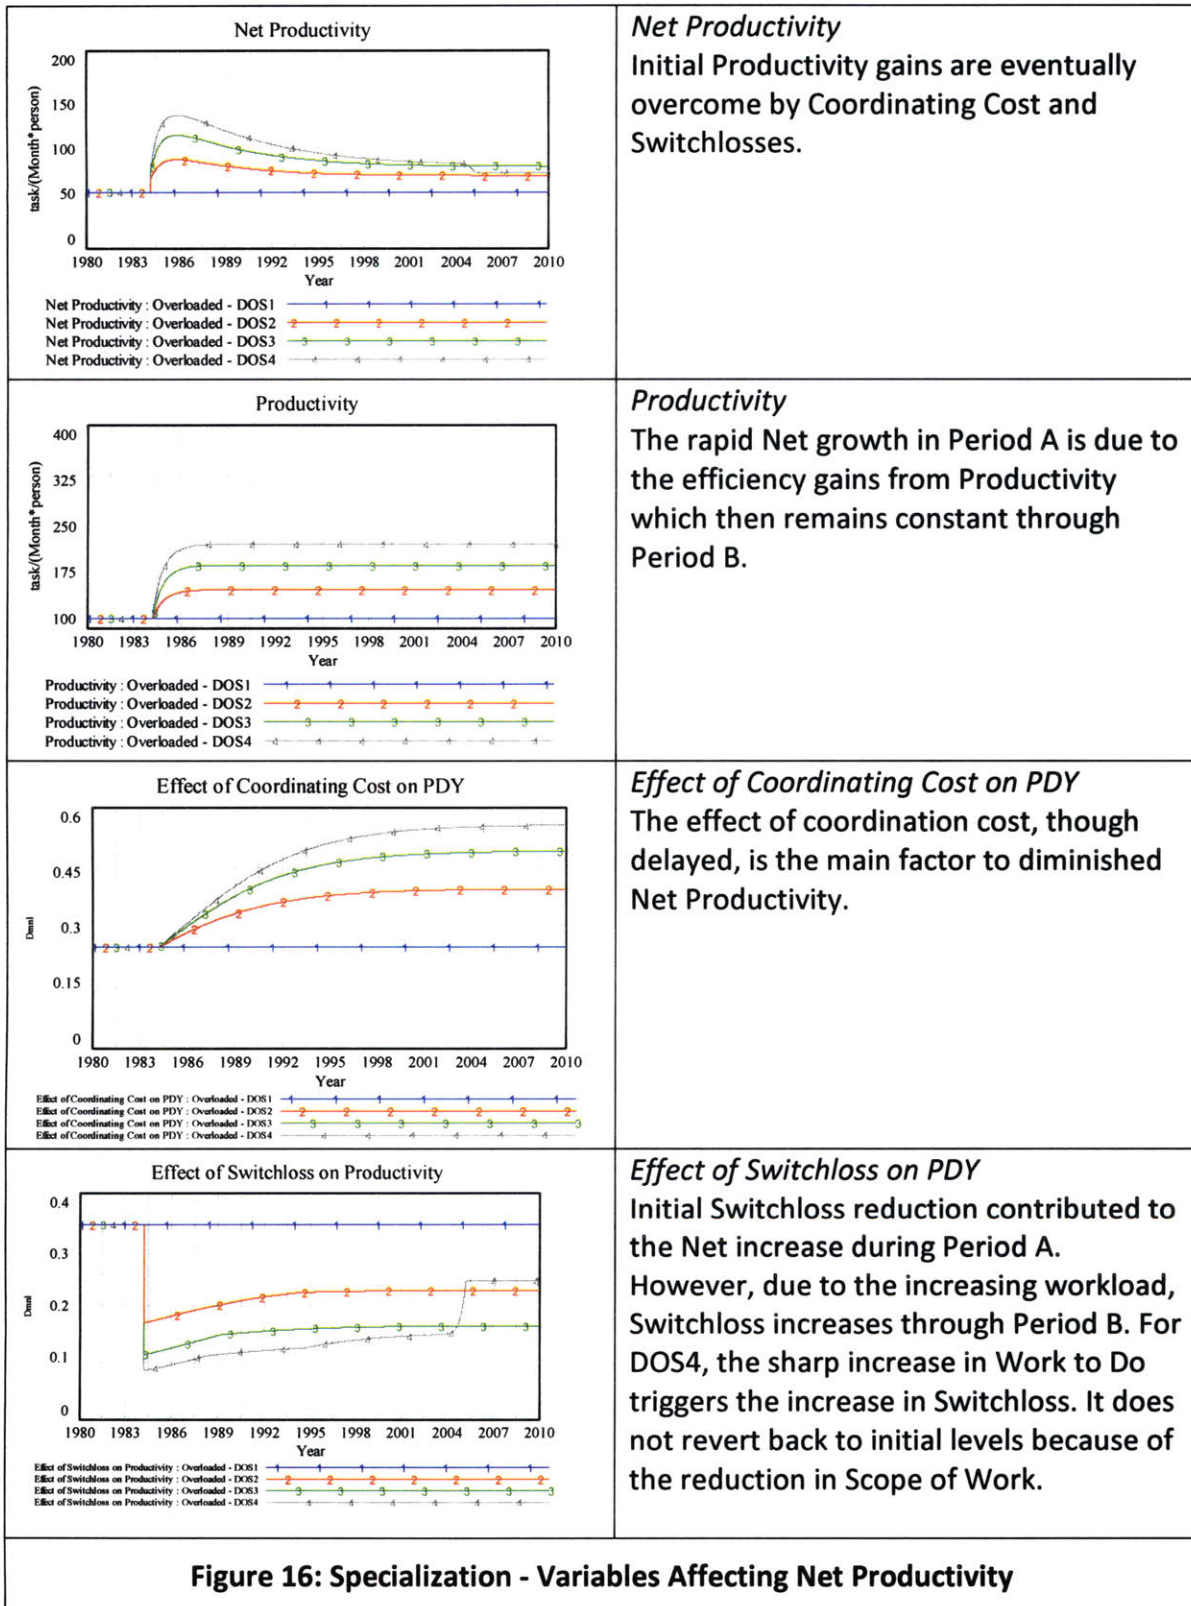 Net Productivity
200
150
100
50
0
task/(Month*person)
1980 1983 1986 1989 1992 1995 1998 2001 2004 2007 2010
Year
Net Productivity : Overloaded - DOS1
Net Productivity : Overloaded - DOS2
Net Productivity : Overloaded - DOS3
Net Productivity : Overloaded - DOS4
Net Productivity
Initial Productivity gains are eventually
overcome by Coordinating Cost and
Switchlosses.
Productivity
400
325
250
175
100
task/(Month*person)
1980 1983 1986 1989 1992 1995 1998 2001 2004 2007 2010
Year
Productivity : Overloaded - DOS1
Productivity : Overloaded - DOS2
Productivity : Overloaded - DOS3
Productivity : Overloaded - DOS4
Productivity
The rapid Net growth in Period A is due to
the efficiency gains from Productivity
which then remains constant through
Period B.
Effect of Coordinating Cost on PDY
0.6
0.45
0.3
0.15
0
Dmnl
1980 1983 1986 1989 1992 1995 1998 2001 2004 2007 2010
Year
Effect of Coordinating Cost on PDY : Overloaded - DOS1
Effect of Coordinating Cost on PDY : Overloaded - DOS2
Effect of Coordinating Cost on PDY : Overloaded - DOS3
Effect of Coordinating Cost on PDY : Overloaded - DOS4
Effect of Coordinating Cost on PDY
The effect of coordination cost, though
delayed, is the main factor to diminished
Net Productivity.
Effect of Switchloss on Productivity
0.4
0.3
0.2
0.1
0
Dmnl
1980 1983 1986 1989 1992 1995 1998 2001 2004 2007 2010
Year
Effect of Switchloss on Productivity : Overloaded - DOS1
Effect of Switchloss on Productivity : Overloaded - DOS2
Effect of Switchloss on Productivity : Overloaded - DOS3
Effect of Switchloss on Productivity : Overloaded - DOS4
Effect of Switchloss on PDY
Initial Switchloss reduction contributed to
the Net increase during Period A.
However, due to the increasing workload,
Switchloss increases through Period B. For
DOS4, the sharp increase in Work to Do
triggers the increase in Switchloss. It does
not revert back to initial levels because of
the reduction in Scope of Work.
Figure 16: Specialization - Variables Affecting Net Productivity